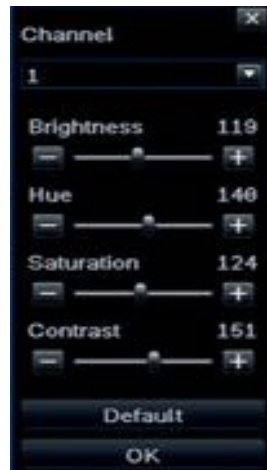 Channel
1
Brightness 119
Hue 140
Saturation 124
Contrast 151
Default
OK